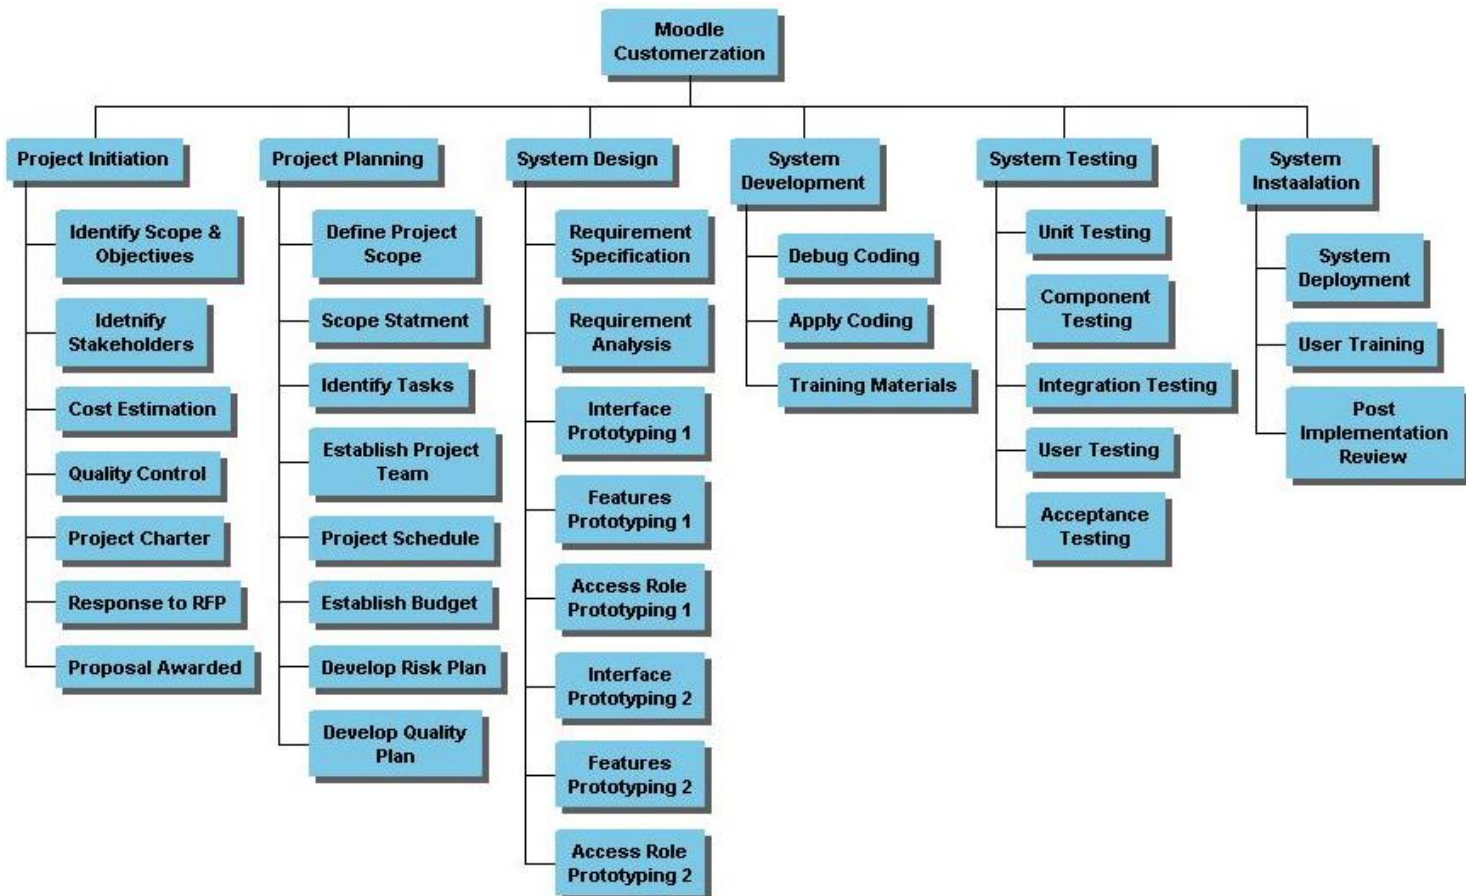 Moodle
Customerzation
Project Initiation
Identify Scope &
Objectives
Idetnify
Stakeholders
Cost Estimation
Quality Control
Project Charter
Response to RFP
Proposal Awarded
Project Planning
Define Project
Scope
Scope Statment
Identify Tasks
Establish Project
Team
Project Schedule
Establish Budget
Develop Risk Plan
Develop Quality
Plan
System Design
Requirement
Specification
Requirement
Analysis
Interface
Prototyping 1
Features
Prototyping 1
Access Role
Prototyping 1
Interface
Prototyping 2
Features
Prototyping 2
Access Role
Prototyping 2
System
Development
Debug Coding
Apply Coding
Training Materials
System Testing
Unit Testing
Component
Testing
Integration Testing
User Testing
Acceptance
Testing
System
Instaalation
System
Deployment
User Training
Post
Implementation
Review